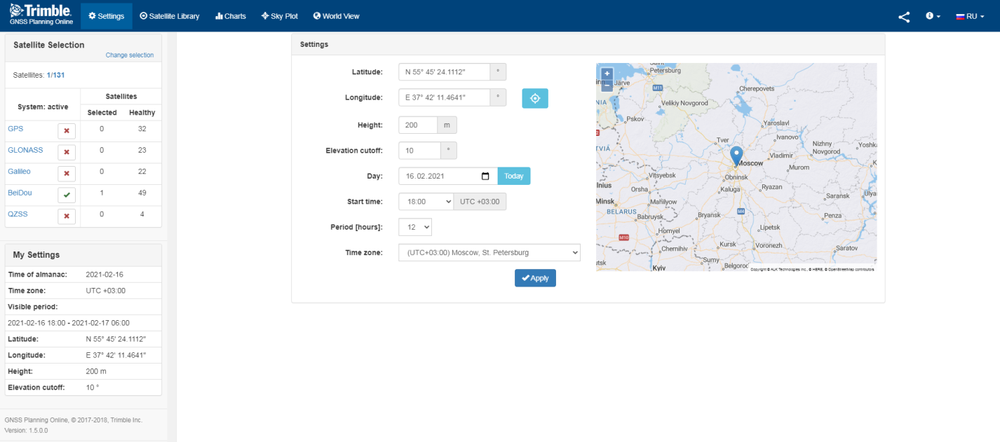 Trimble.
GNSS Planning Online
Settings
Satellite Library
Charts
Sky Plot
World View
RU
Satellite Selection
Change selection
Satellites: 1/131
System: active
Satellites
Selected
Healthy
GPS 0 32
GLONASS 0 23
Galileo 0 22
BeiDou 1 49
QZSS 0 4
My Settings
Time of almanac: 2021-02-16
Time zone: UTC +03:00
Visible period:
2021-02-16 18:00 - 2021-02-17 06:00
Latitude: N 55° 45' 24.1112"
Longitude: E 37° 42' 11.4641"
Height: 200 m
Elevation cutoff: 10 °
GNSS Planning Online, © 2017-2018, Trimble Inc.
Version: 1.5.0.0
Settings
Latitude: N 55° 45' 24.1112" °
Longitude: E 37° 42' 11.4641" °
Height: 200 m
Elevation cutoff: 10 °
Day: 16.02.2021 Today
Start time: 18:00 UTC +03:00
Period [hours]: 12
Time zone: (UTC+03:00) Moscow, St. Petersburg
Apply
+
−
Petersburg
M11
Cherepovets
Velikiy Novgorod
Pskov
Yaroslavl
Tver
Ivanovo
Nizhny
Novgorod
Vladimir
Moscow
Murom
Vitsyebsk
Obninsk
Orsha
Kaluga
Ryazan
Saransk
Minsk
Mahilyow
BELARUS
Babruysk
Bryansk
M4
Penza
Lipetsk
M10
Homyel
Chernihiv
Kursk
Voronezh
Saratov
Sumy
Kyiv
Belgorod
Copyright © ALK Technologies Inc., © HERE, © OpenStreetMap contributors